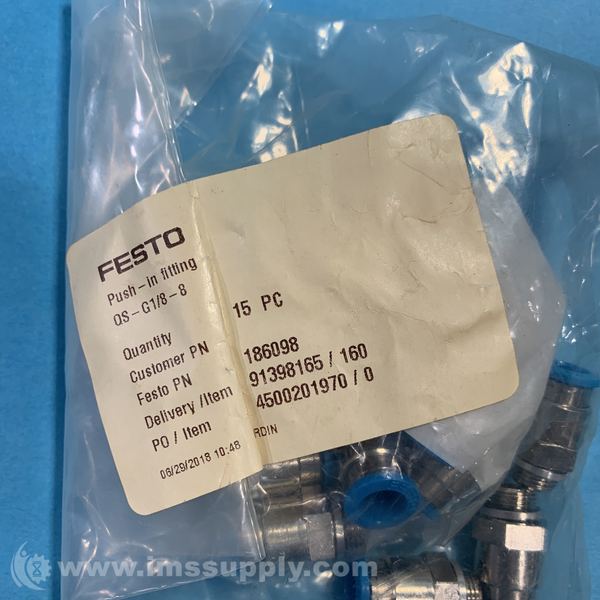 FESTO
Push-in fitting
QS-G1/8-8
Quantity 15 PC
Customer PN
Festo PN 186098
Delivery /Item 91398165 / 160
PO / Item 4500201970 / 0
06/29/2018 10:48 RDIN
www.imssupply.com